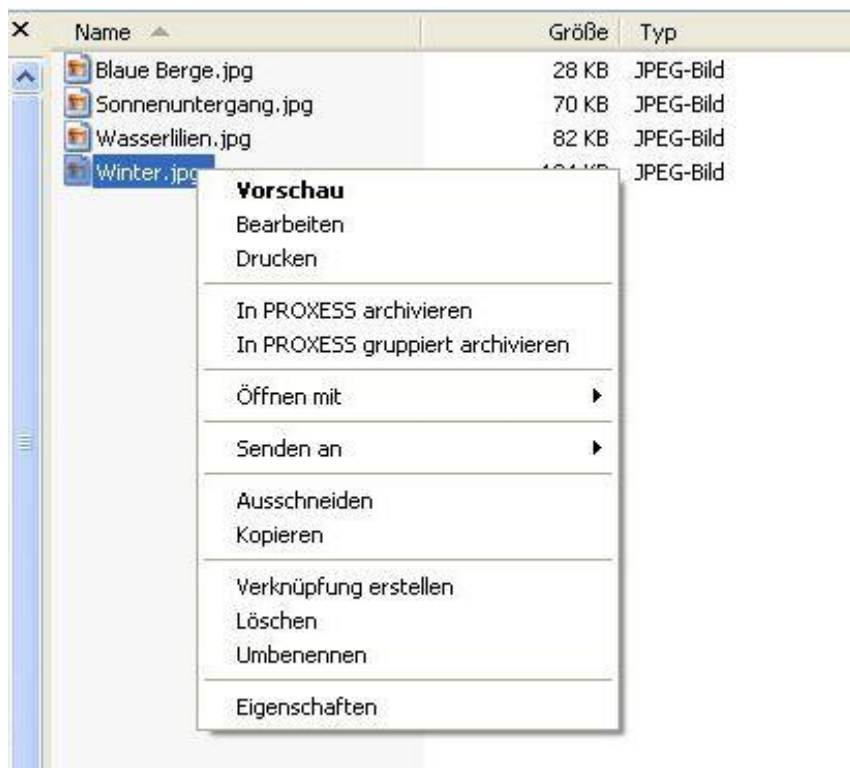 Name Größe Typ
Blaue Berge.jpg 28 KB JPEG-Bild
Sonnenuntergang.jpg 70 KB JPEG-Bild
Wasserlilien.jpg 82 KB JPEG-Bild
Winter.jpg JPEG-Bild
Vorschau
Bearbeiten
Drucken
In PROXESS archivieren
In PROXESS gruppiert archivieren
Öffnen mit
Senden an
Ausschneiden
Kopieren
Verknüpfung erstellen
Löschen
Umbenennen
Eigenschaften